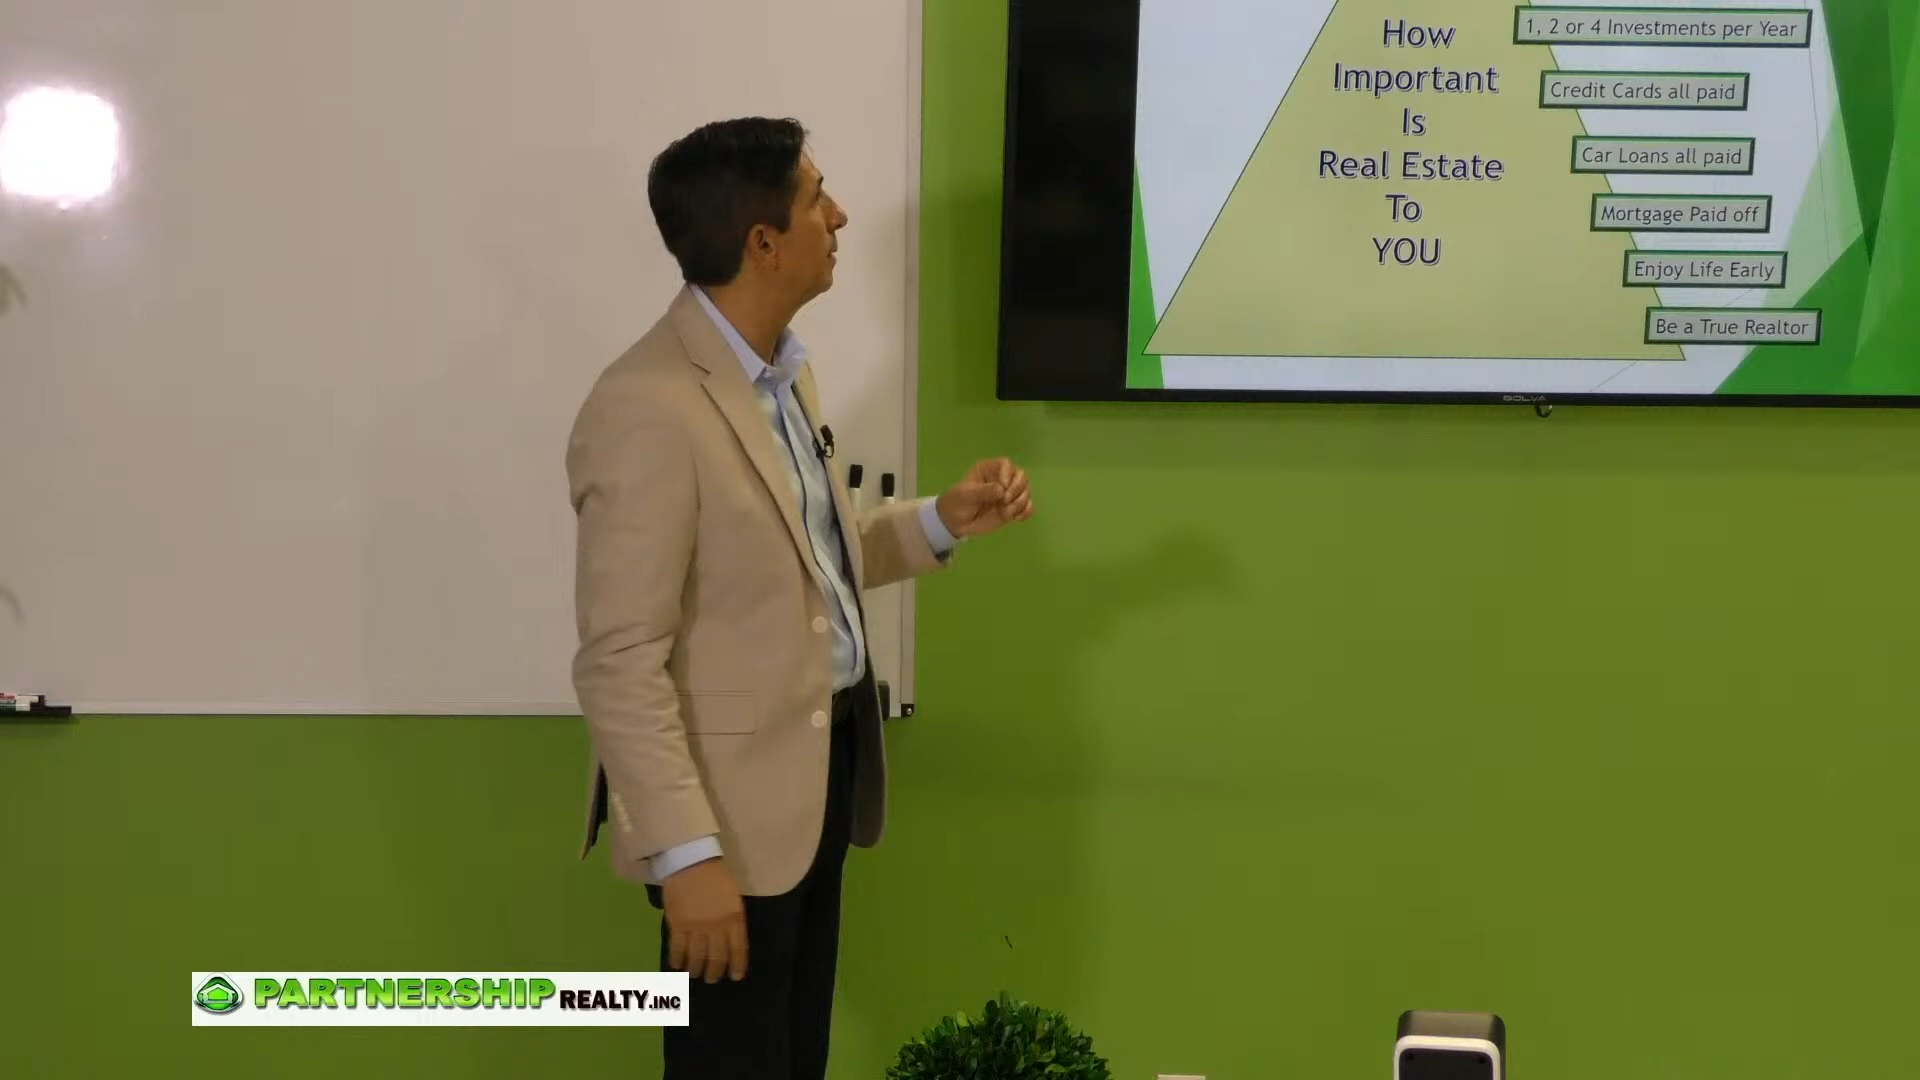 How
Important
Is
Real Estate
To
YOU
1, 2 or 4 Investments per Year
Credit Cards all paid
Car Loans all paid
Mortgage Paid off
Enjoy Life Early
Be a True Realtor
SOLVA
PARTNERSHIP REALTY.INC